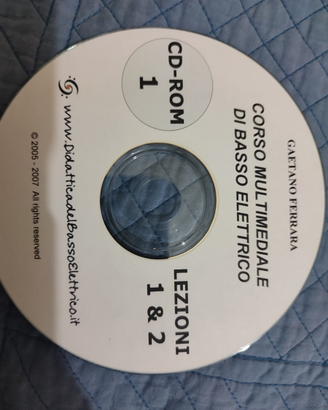 GAETANO FERRARA
CORSO MULTIMEDIALE
DI BASSO ELETTRICO
CD-ROM
1
LEZIONI
1 & 2
www.DidatticadelBassoElettrico.it
© 2005 - 2007 All rights reserved